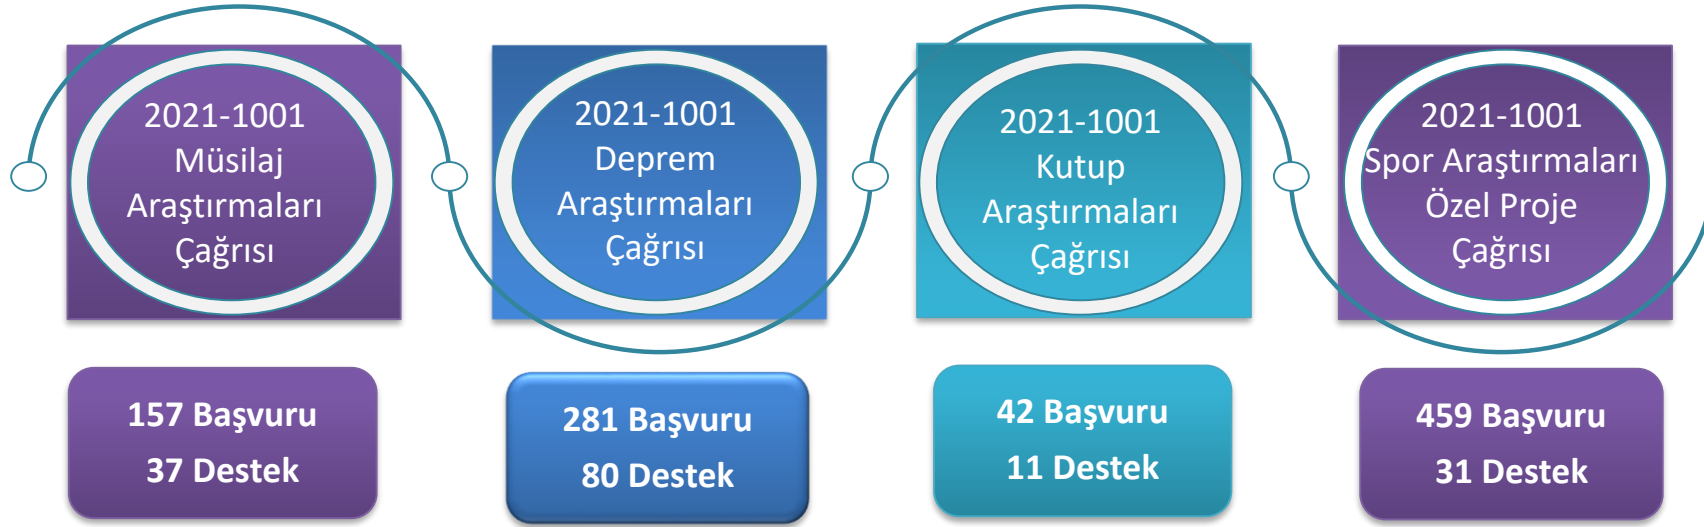 2021-1001
Müsilaj
Araştırmaları
Çağrısı
157 Başvuru
37 Destek
2021-1001
Deprem
Araştırmaları
Çağrısı
281 Başvuru
80 Destek
2021-1001
Kutup
Araştırmaları
Çağrısı
42 Başvuru
11 Destek
2021-1001
Spor Araştırmaları
Özel Proje
Çağrısı
459 Başvuru
31 Destek